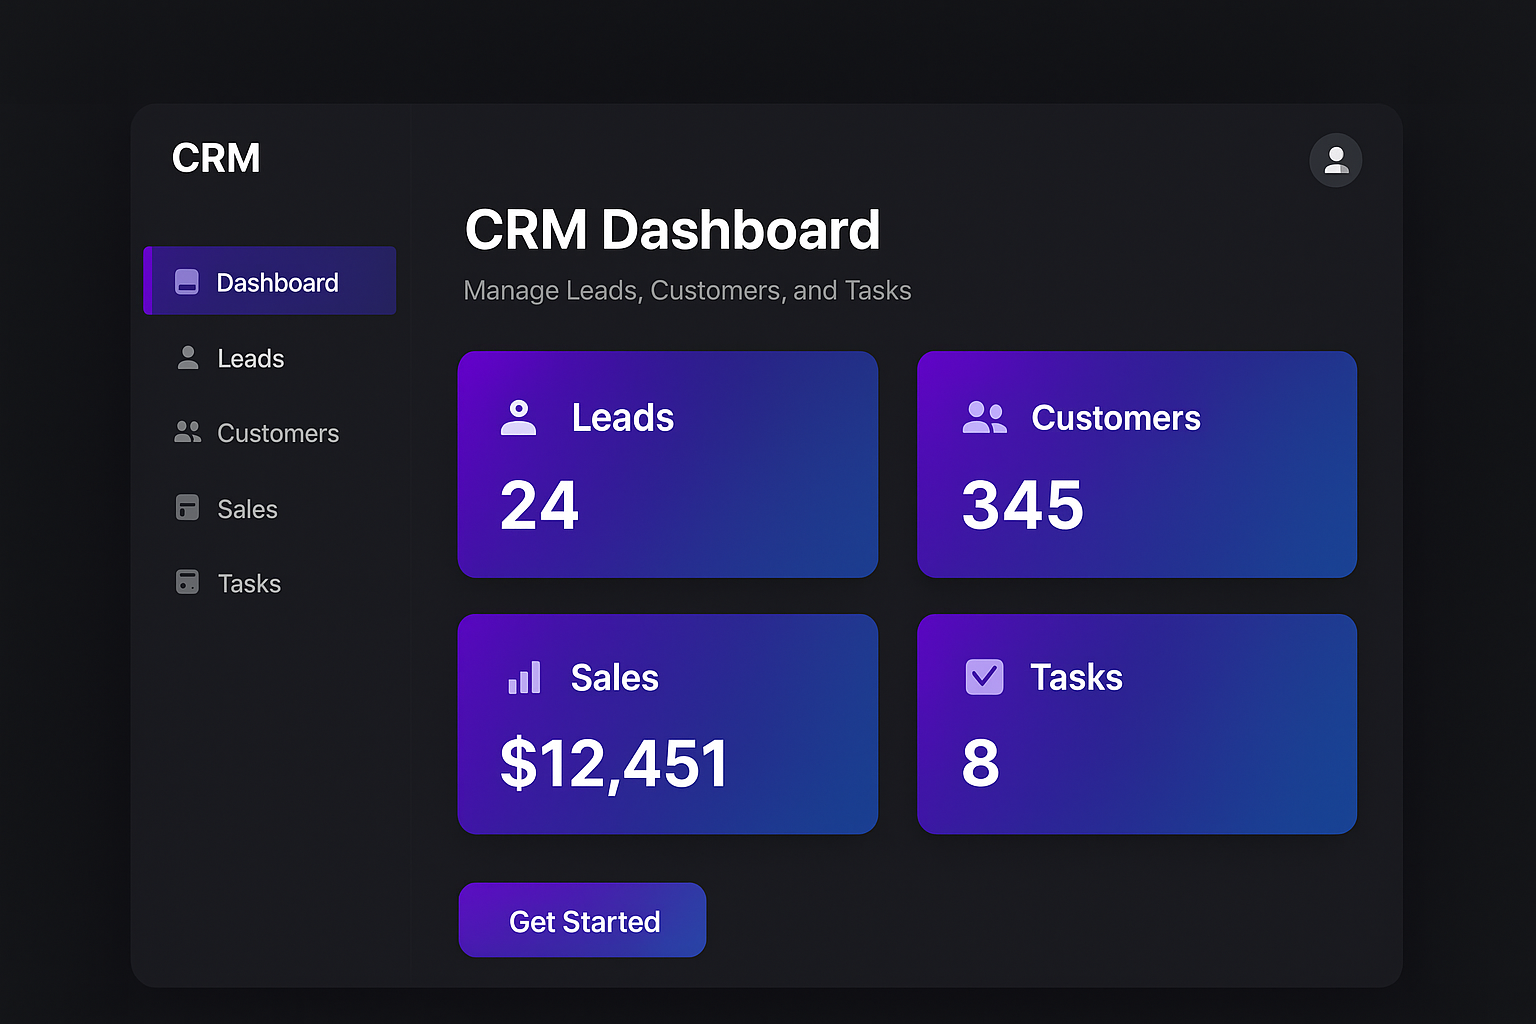 CRM
Dashboard
Leads
Customers
Sales
Tasks
CRM Dashboard
Manage Leads, Customers, and Tasks
Leads
24
Customers
345
Sales
$12,451
Tasks
8
Get Started